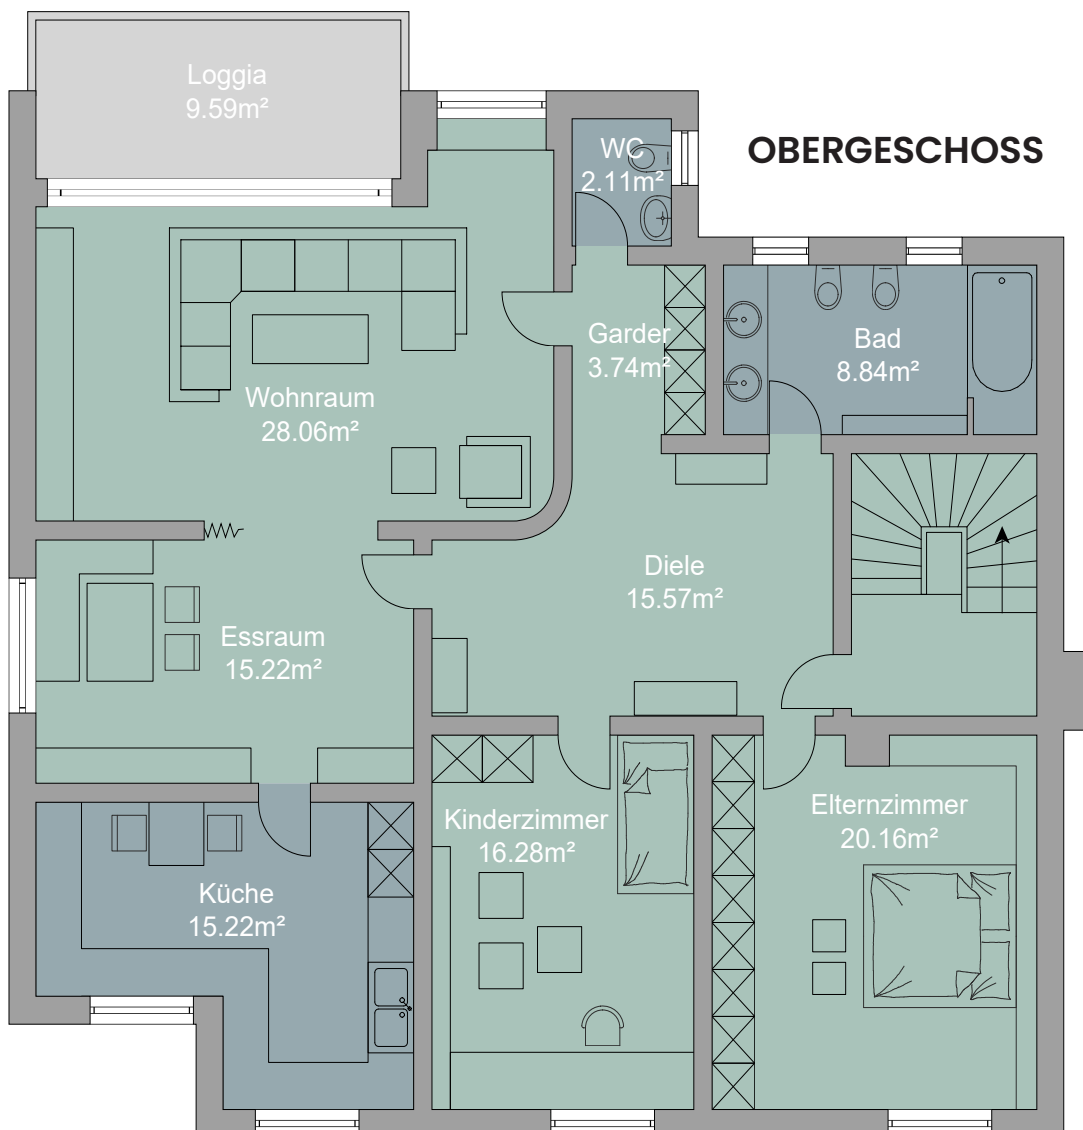 Loggia
9.59m²
OBERGESCHOSS
WC
2.11m²
Garder
3.74m²
Bad
8.84m²
Wohnraum
28.06m²
Diele
15.57m²
Essraum
15.22m²
Kinderzimmer
16.28m²
Elternzimmer
20.16m²
Küche
15.22m²